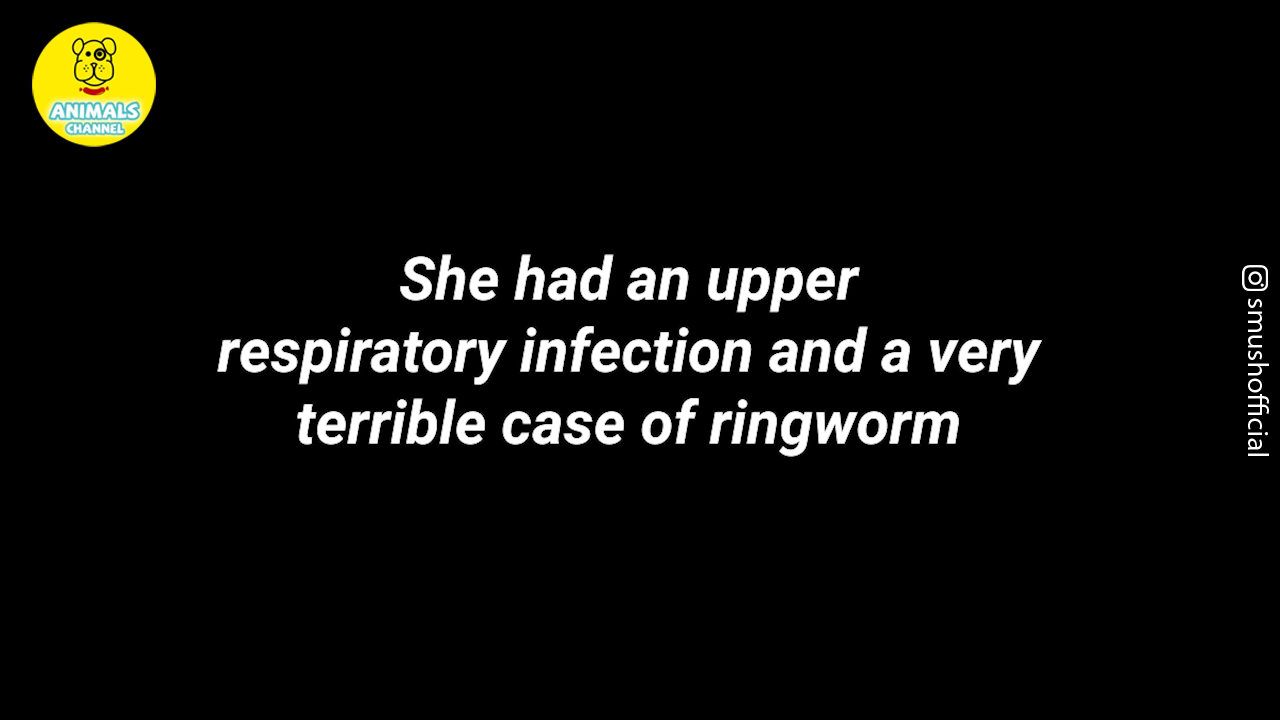 ANIMALS
CHANNEL
She had an upper
respiratory infection and a very
terrible case of ringworm
smushofficial